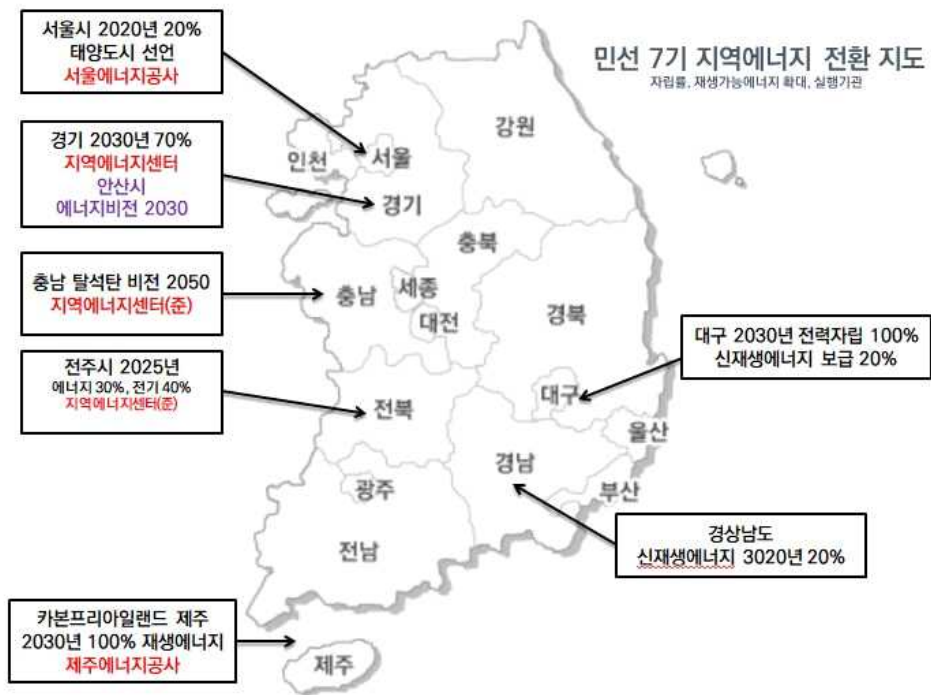 민선 7기 지역에너지 전환 지도
자립률, 재생가능에너지 확대, 실행기관
서울시 2020년 20%
태양도시 선언
서울에너지공사
경기 2030년 70%
지역에너지센터
안산시
에너지비전 2030
충남 탈석탄 비전 2050
지역에너지센터(준)
전주시 2025년
에너지 30%, 전기 40%
지역에너지센터(준)
카본프리아일랜드 제주
2030년 100% 재생에너지
제주에너지공사
대구 2030년 전력자립 100%
신재생에너지 보급 20%
경상남도
신재생에너지 3020년 20%
강원
인천
서울
경기
충북
충남
세종
대전
경북
대구
전북
울산
경남
부산
광주
전남
제주